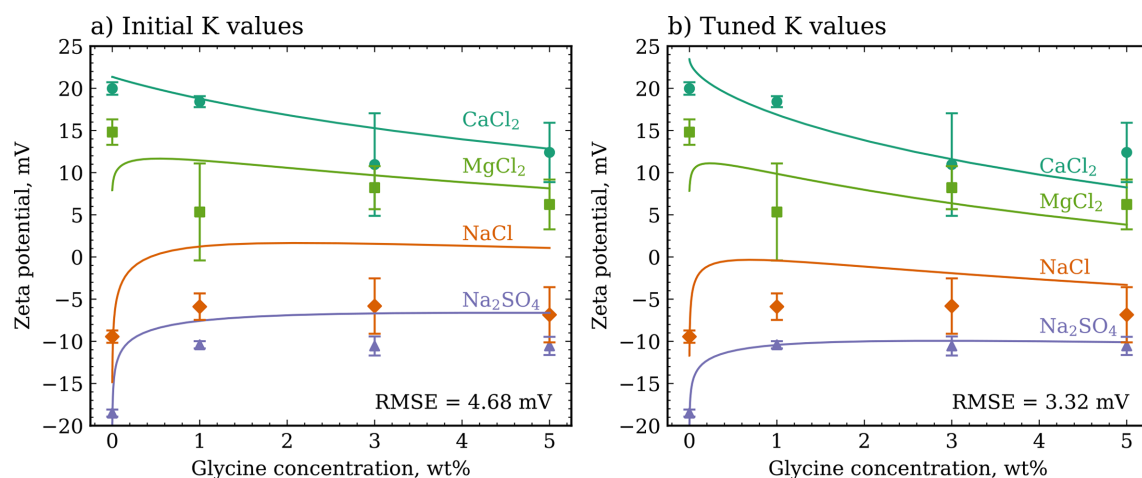 a) Initial K values
25
20
15
10
5
0
−5
−10
−15
−20
Zeta potential, mV
CaCl₂
MgCl₂
NaCl
Na₂SO₄
RMSE = 4.68 mV
0 1 2 3 4 5
Glycine concentration, wt%
b) Tuned K values
25
20
15
10
5
0
−5
−10
−15
−20
Zeta potential, mV
CaCl₂
MgCl₂
NaCl
Na₂SO₄
RMSE = 3.32 mV
0 1 2 3 4 5
Glycine concentration, wt%